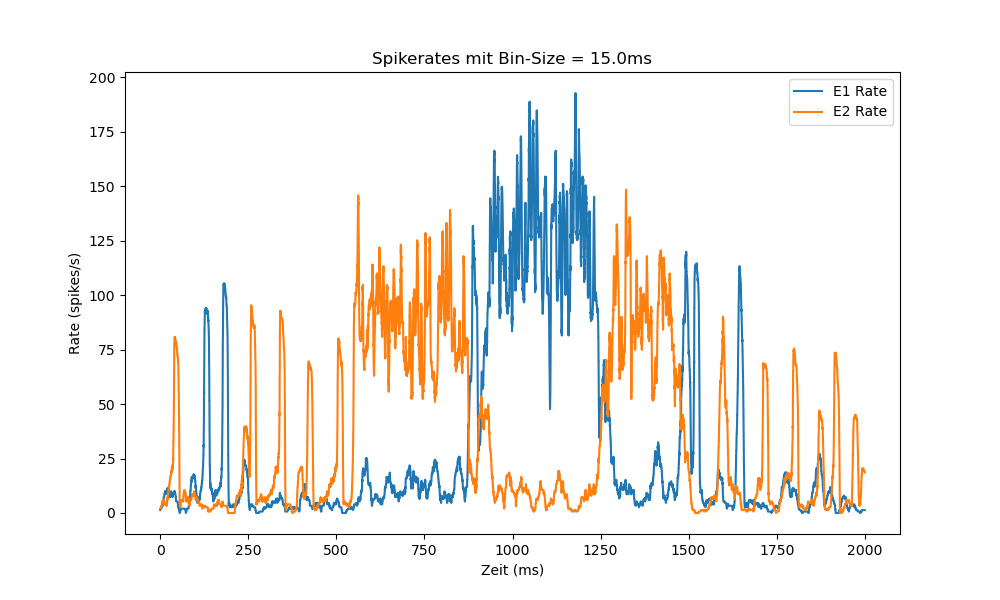 Spikerates mit Bin-Size = 15.0ms
E1 Rate
E2 Rate
Rate (spikes/s)
200
175
150
125
100
75
50
25
0
0 250 500 750 1000 1250 1500 1750 2000
Zeit (ms)